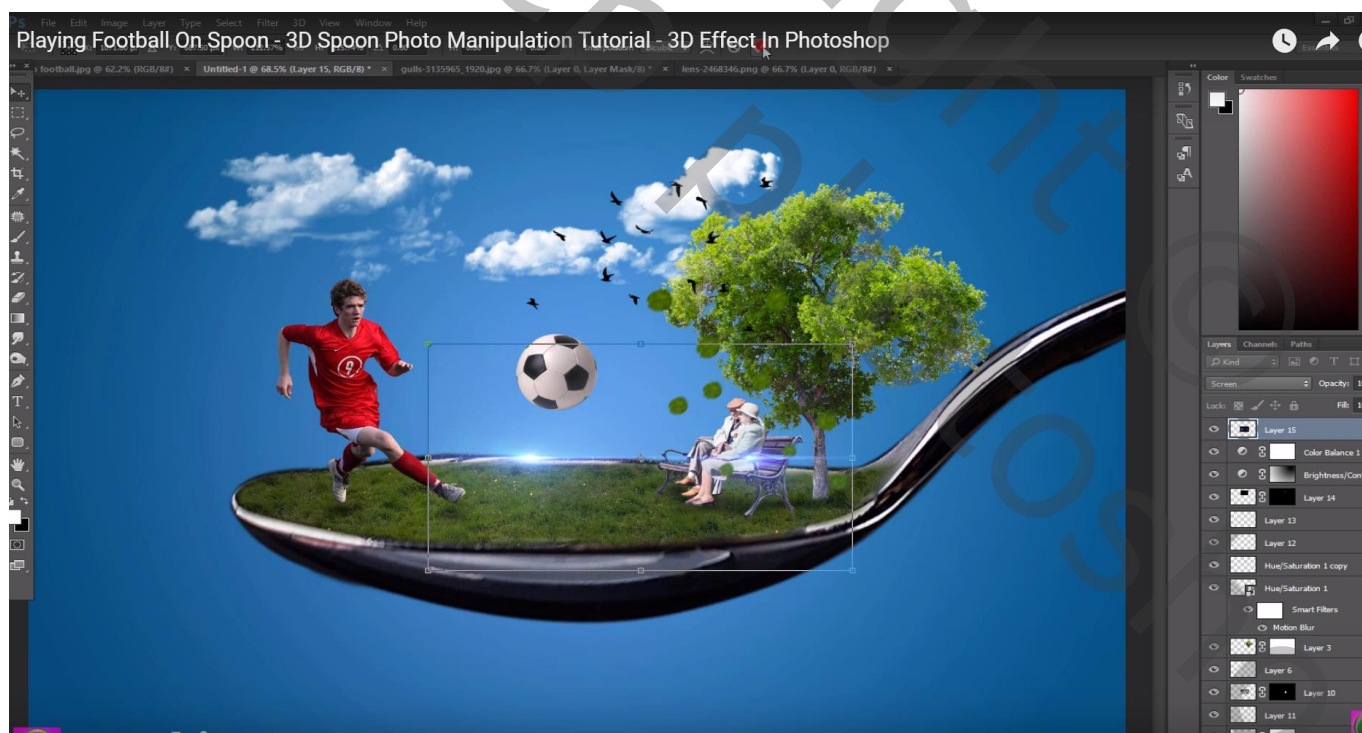 File Edit Image Layer Type Select Filter 3D View Window Help
Playing Football On Spoon - 3D Spoon Photo Manipulation Tutorial - 3D Effect In Photoshop
football.jpg @ 62.2% (RGB/8#) × Untitled-1 @ 68.5% (Layer 15, RGB/8) * × gulls-3135965_1920.jpg @ 66.7% (Layer 0, Layer Mask/8) * × lens-2468346.png @ 66.7% (Layer 0, RGB/8#) ×
Color Swatches
Layers Channels Paths
Kind
Screen Opacity:
Lock: Fill:
Layer 15
Color Balance 1
Brightness/Con
Layer 14
Layer 13
Layer 12
Hue/Saturation 1 copy
Hue/Saturation 1
Smart Filters
Motion Blur
Layer 3
Layer 6
Layer 10
Layer 11